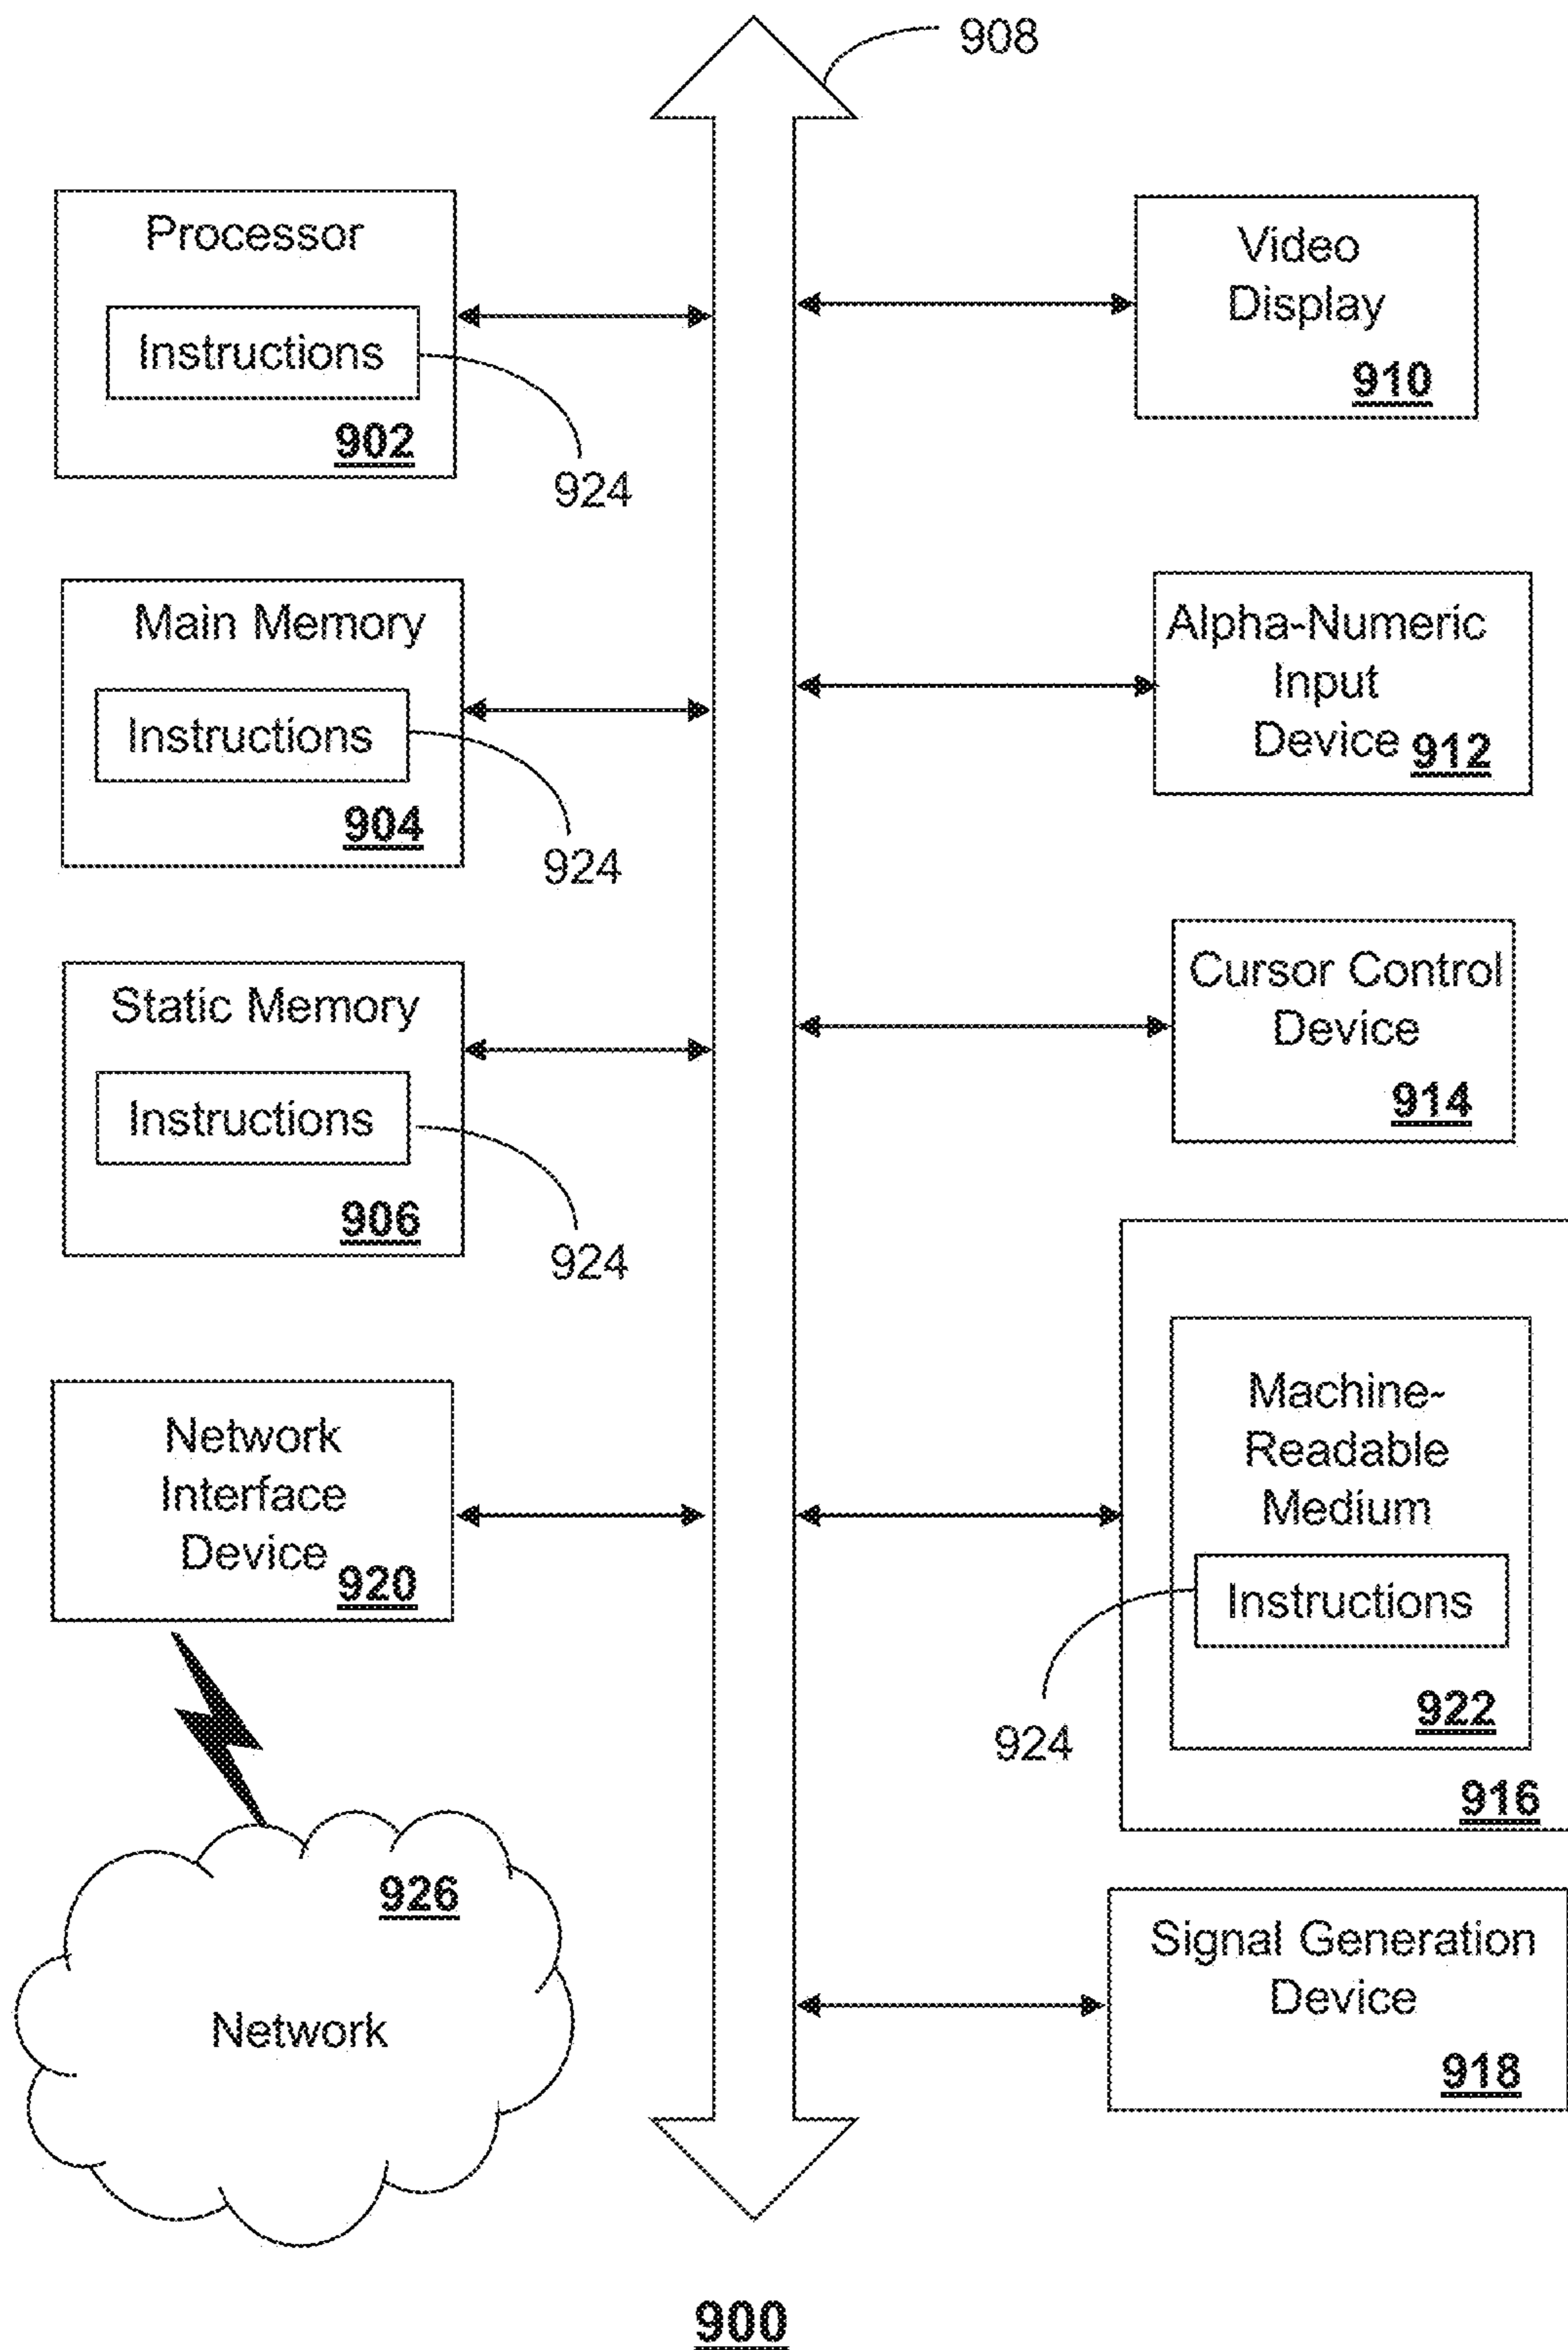 908
Processor
Instructions
902
924
Main Memory
Instructions
904
924
Static Memory
Instructions
906
924
Network
Interface
Device
920
926
Network
Video
Display
910
Alpha-Numeric
Input
Device
912
Cursor Control
Device
914
Machine-
Readable
Medium
Instructions
924
922
916
Signal Generation
Device
918
900